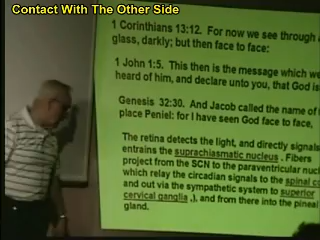 Contact With The Other Side
1 Corinthians 13:12. For now we see through
glass, darkly; but then face to face:
1 John 1:5. This then is the message which we
heard of him, and declare unto you, that God is
Genesis 32:30. And Jacob called the name of
place Peniel: for I have seen God face to face,
The retina detects the light, and directly signals
entrains the suprachiasmatic nucleus . Fibers
project from the SCN to the paraventricular nuc
which relay the circadian signals to the spinal co
and out via the sympathetic system to superior
cervical ganglia ,), and from there into the pineal
gland.